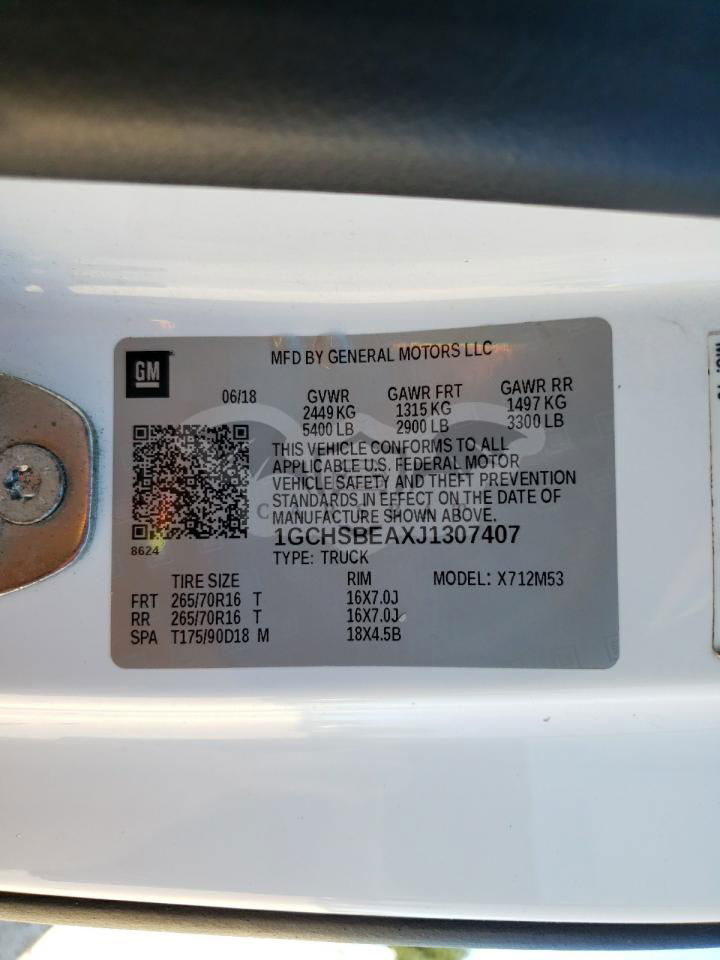 GM
MFD BY GENERAL MOTORS LLC
06/18 GVWR GAWR FRT GAWR RR
2449 KG 1315 KG 1497 KG
5400 LB 2900 LB 3300 LB
THIS VEHICLE CONFORMS TO ALL
APPLICABLE U.S. FEDERAL MOTOR
VEHICLE SAFETY AND THEFT PREVENTION
STANDARDS IN EFFECT ON THE DATE OF
MANUFACTURE SHOWN ABOVE.
1GCHSBEAXJ1307407
8624
TYPE: TRUCK
TIRE SIZE RIM MODEL: X712M53
FRT 265/70R16 T 16X7.0J
RR 265/70R16 T 16X7.0J
SPA T175/90D18 M 18X4.5B